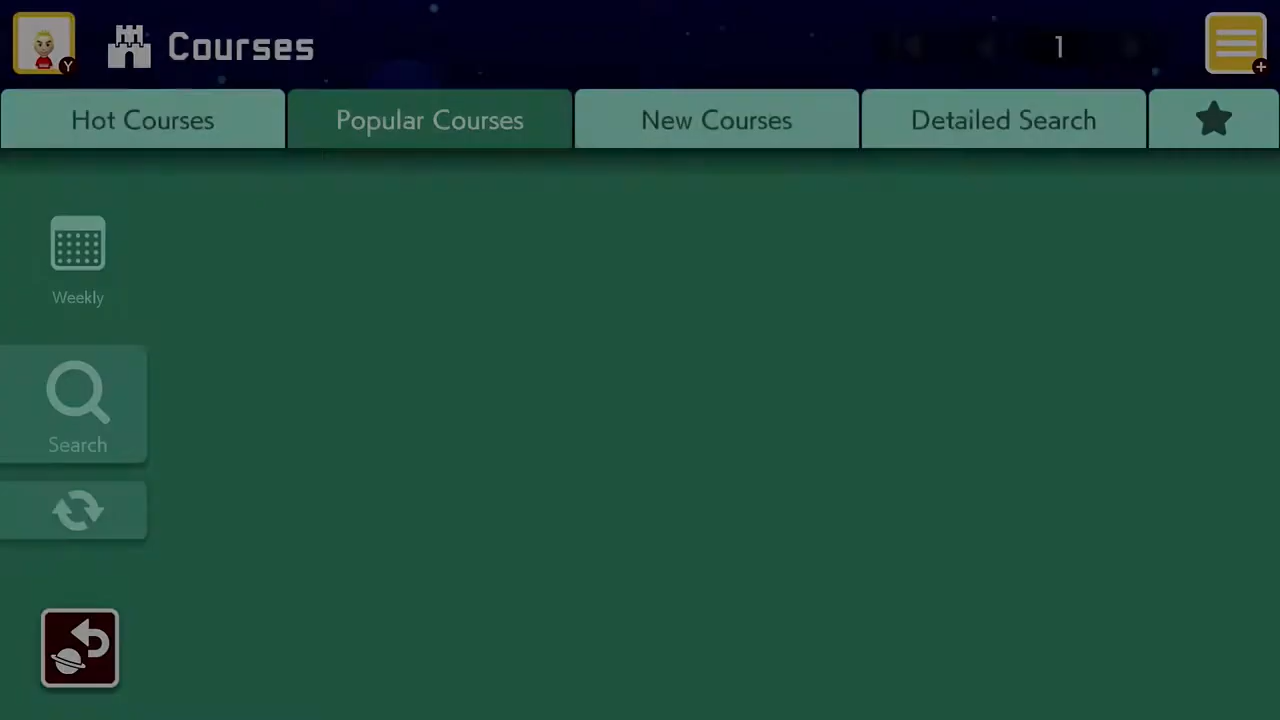 Y
Courses
1
+
Hot Courses
Popular Courses
New Courses
Detailed Search
Weekly
Search